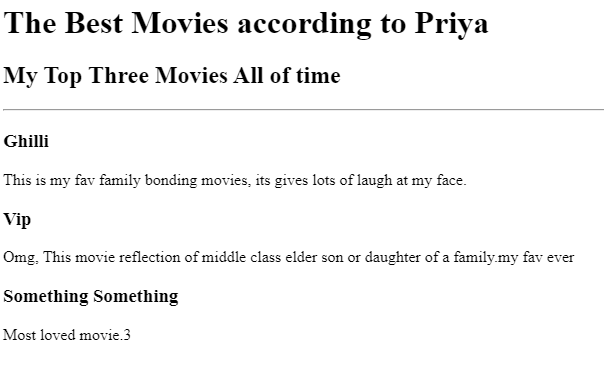 The Best Movies according to Priya
My Top Three Movies All of time
Ghilli
This is my fav family bonding movies, its gives lots of laugh at my face.
Vip
Omg, This movie reflection of middle class elder son or daughter of a family.my fav ever
Something Something
Most loved movie.3